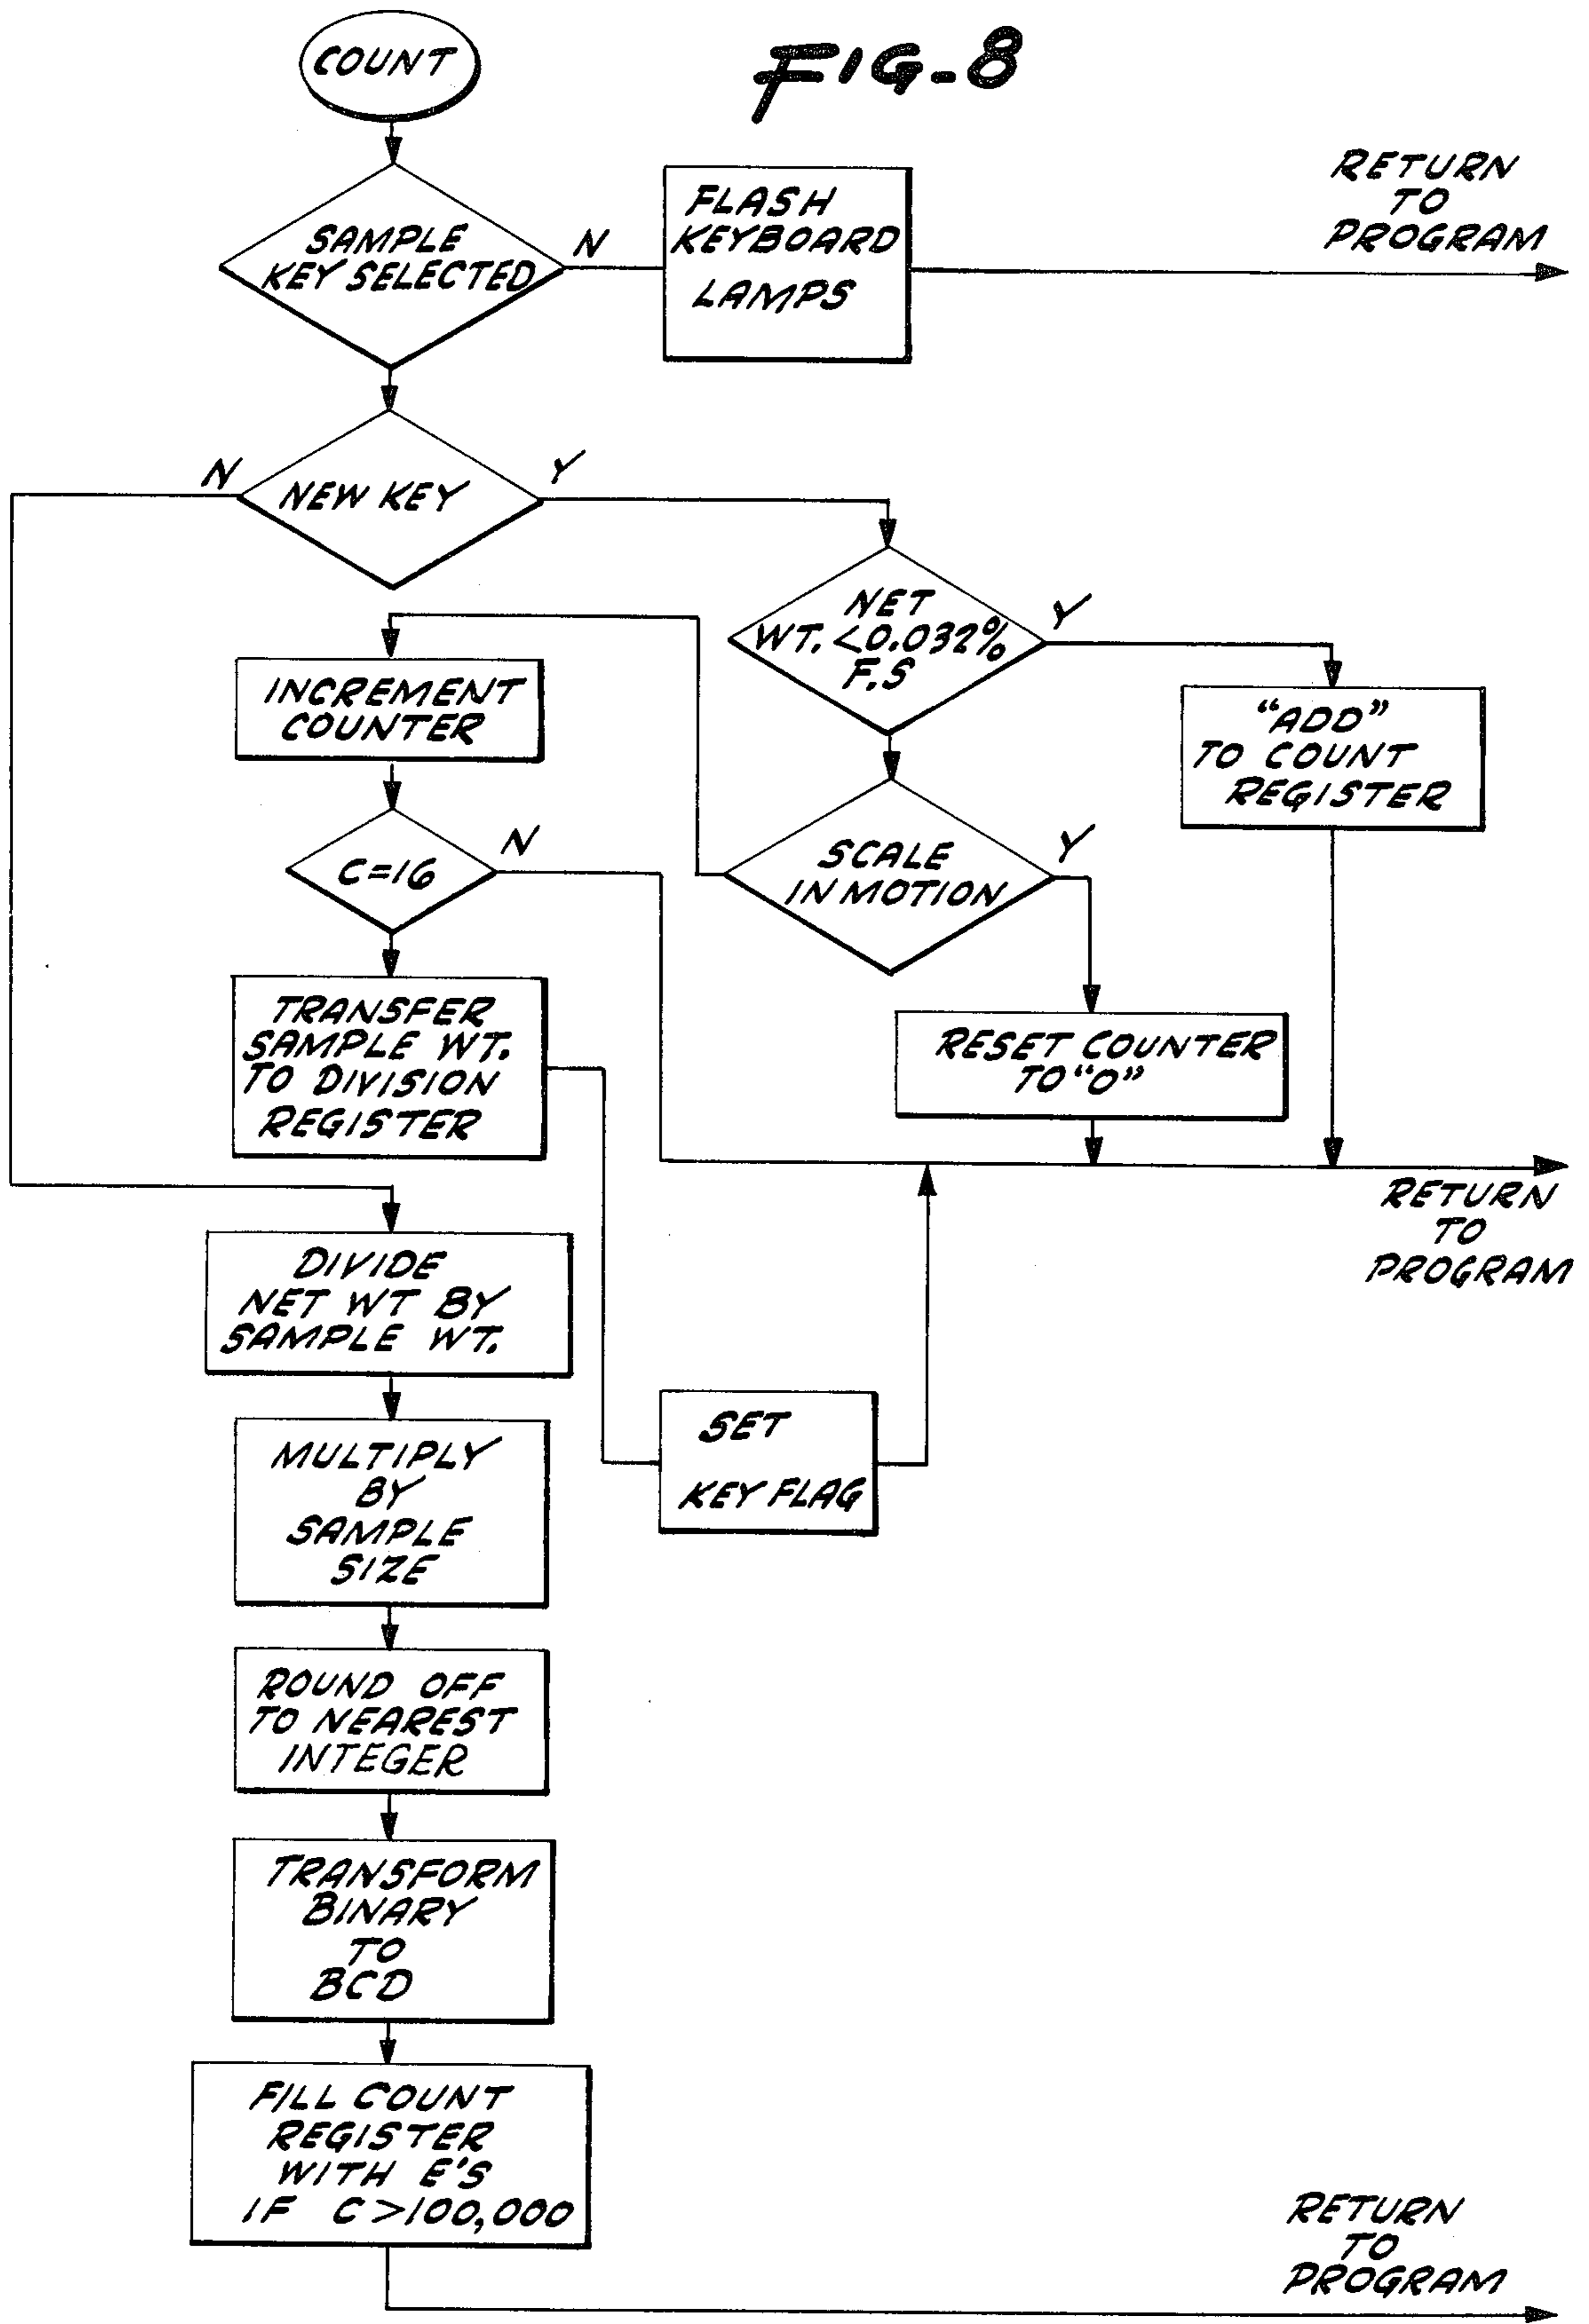 FIG-8
COUNT
SAMPLE
KEY SELECTED
N
FLASH
KEYBOARD
LAMPS
RETURN
TO
PROGRAM
NEW KEY
N
Y
NET
WT. <0.032%
F.S
Y
"ADD"
TO COUNT
REGISTER
INCREMENT
COUNTER
C=16
N
SCALE
IN MOTION
Y
TRANSFER
SAMPLE WT.
TO DIVISION
REGISTER
RESET COUNTER
TO "0"
RETURN
TO
PROGRAM
DIVIDE
NET WT BY
SAMPLE WT.
SET
KEY FLAG
MULTIPLY
BY
SAMPLE
SIZE
ROUND OFF
TO NEAREST
INTEGER
TRANSFORM
BINARY
TO
BCD
FILL COUNT
REGISTER
WITH E'S
IF C >100,000
RETURN
TO
PROGRAM